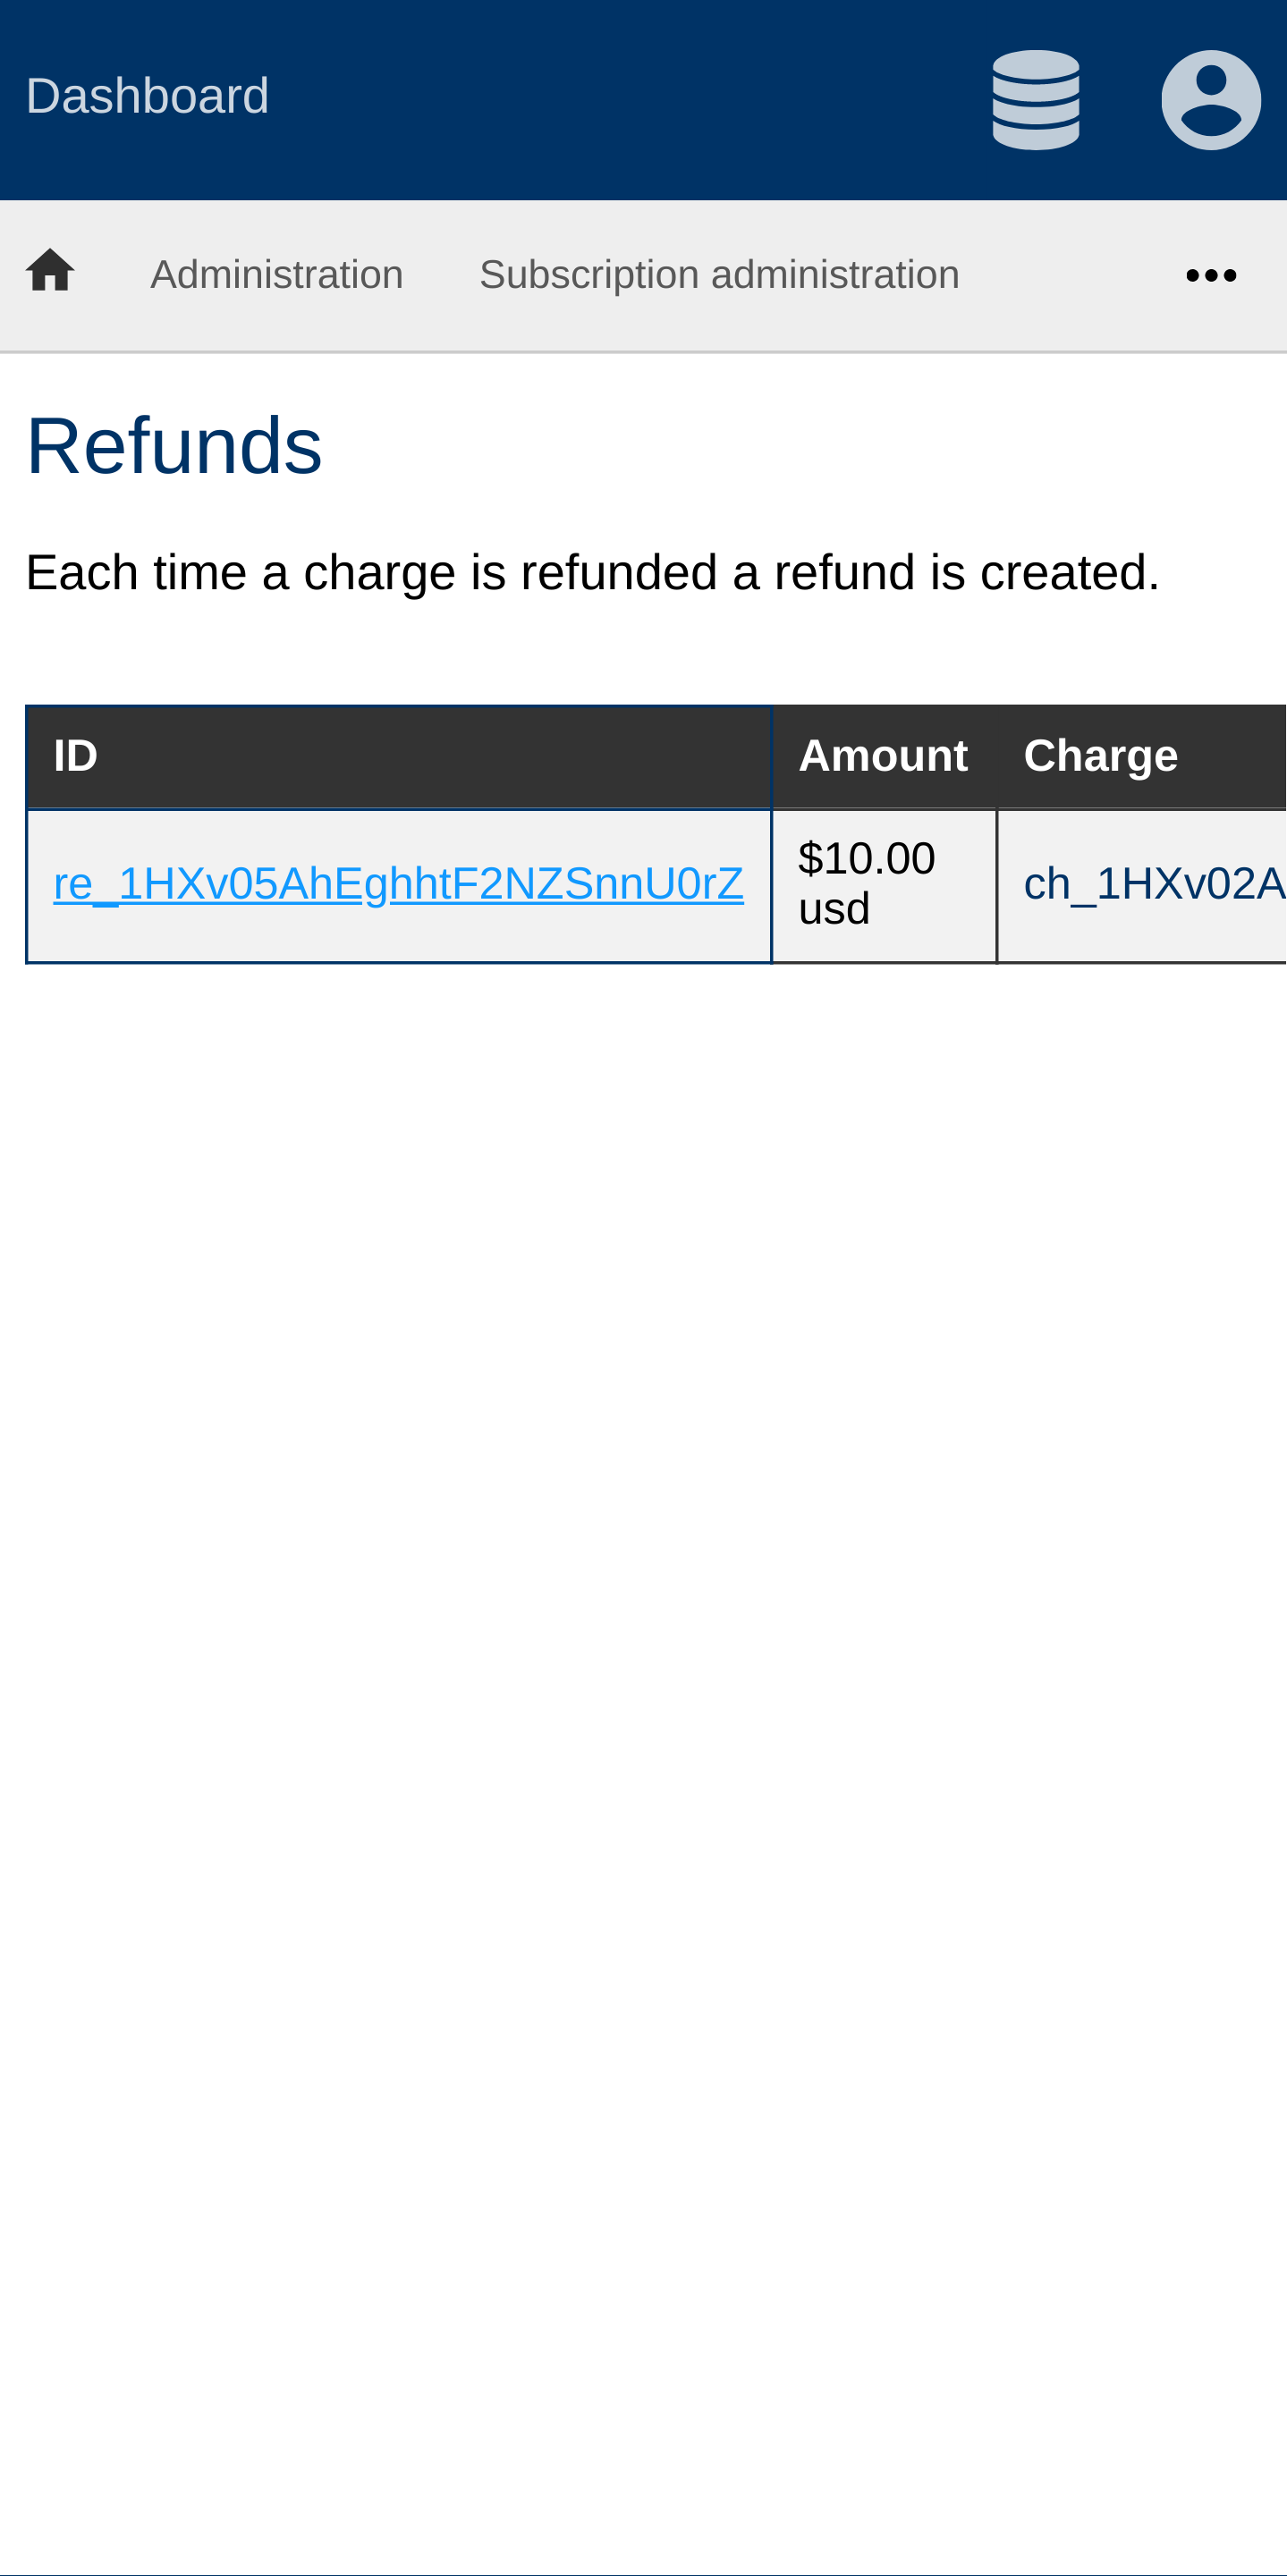 Dashboard
Administration Subscription administration
Refunds
Each time a charge is refunded a refund is created.
ID Amount Charge
re_1HXv05AhEghhtF2NZSnnU0rZ $10.00 usd ch_1HXv02A